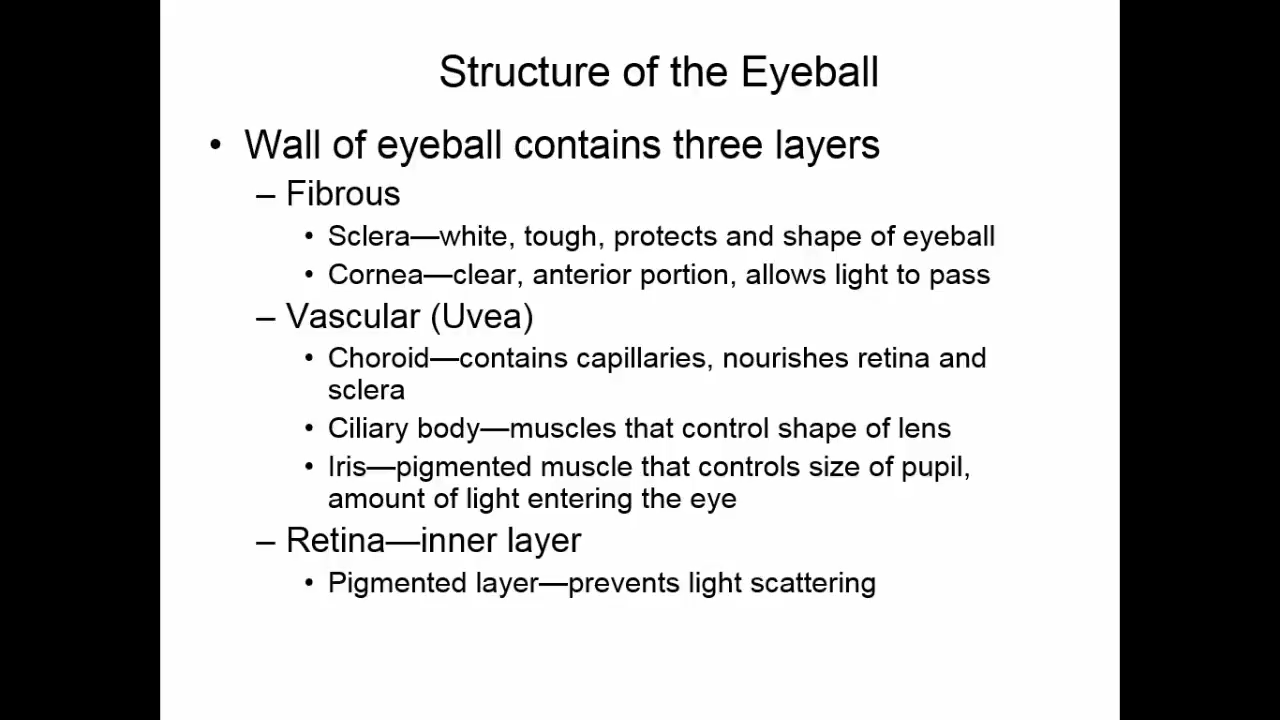 Structure of the Eyeball
• Wall of eyeball contains three layers
– Fibrous
• Sclera—white, tough, protects and shape of eyeball
• Cornea—clear, anterior portion, allows light to pass
– Vascular (Uvea)
• Choroid—contains capillaries, nourishes retina and
sclera
• Ciliary body—muscles that control shape of lens
• Iris—pigmented muscle that controls size of pupil,
amount of light entering the eye
– Retina—inner layer
• Pigmented layer—prevents light scattering